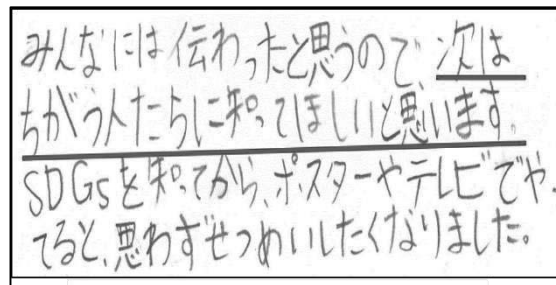 みんなには伝わったと思うので、次は
ちがう人たちに知ってほしいと思います。
SDGsを知ってから、ポスターやテレビでや
てると、思わずせつめいしたくなりました。